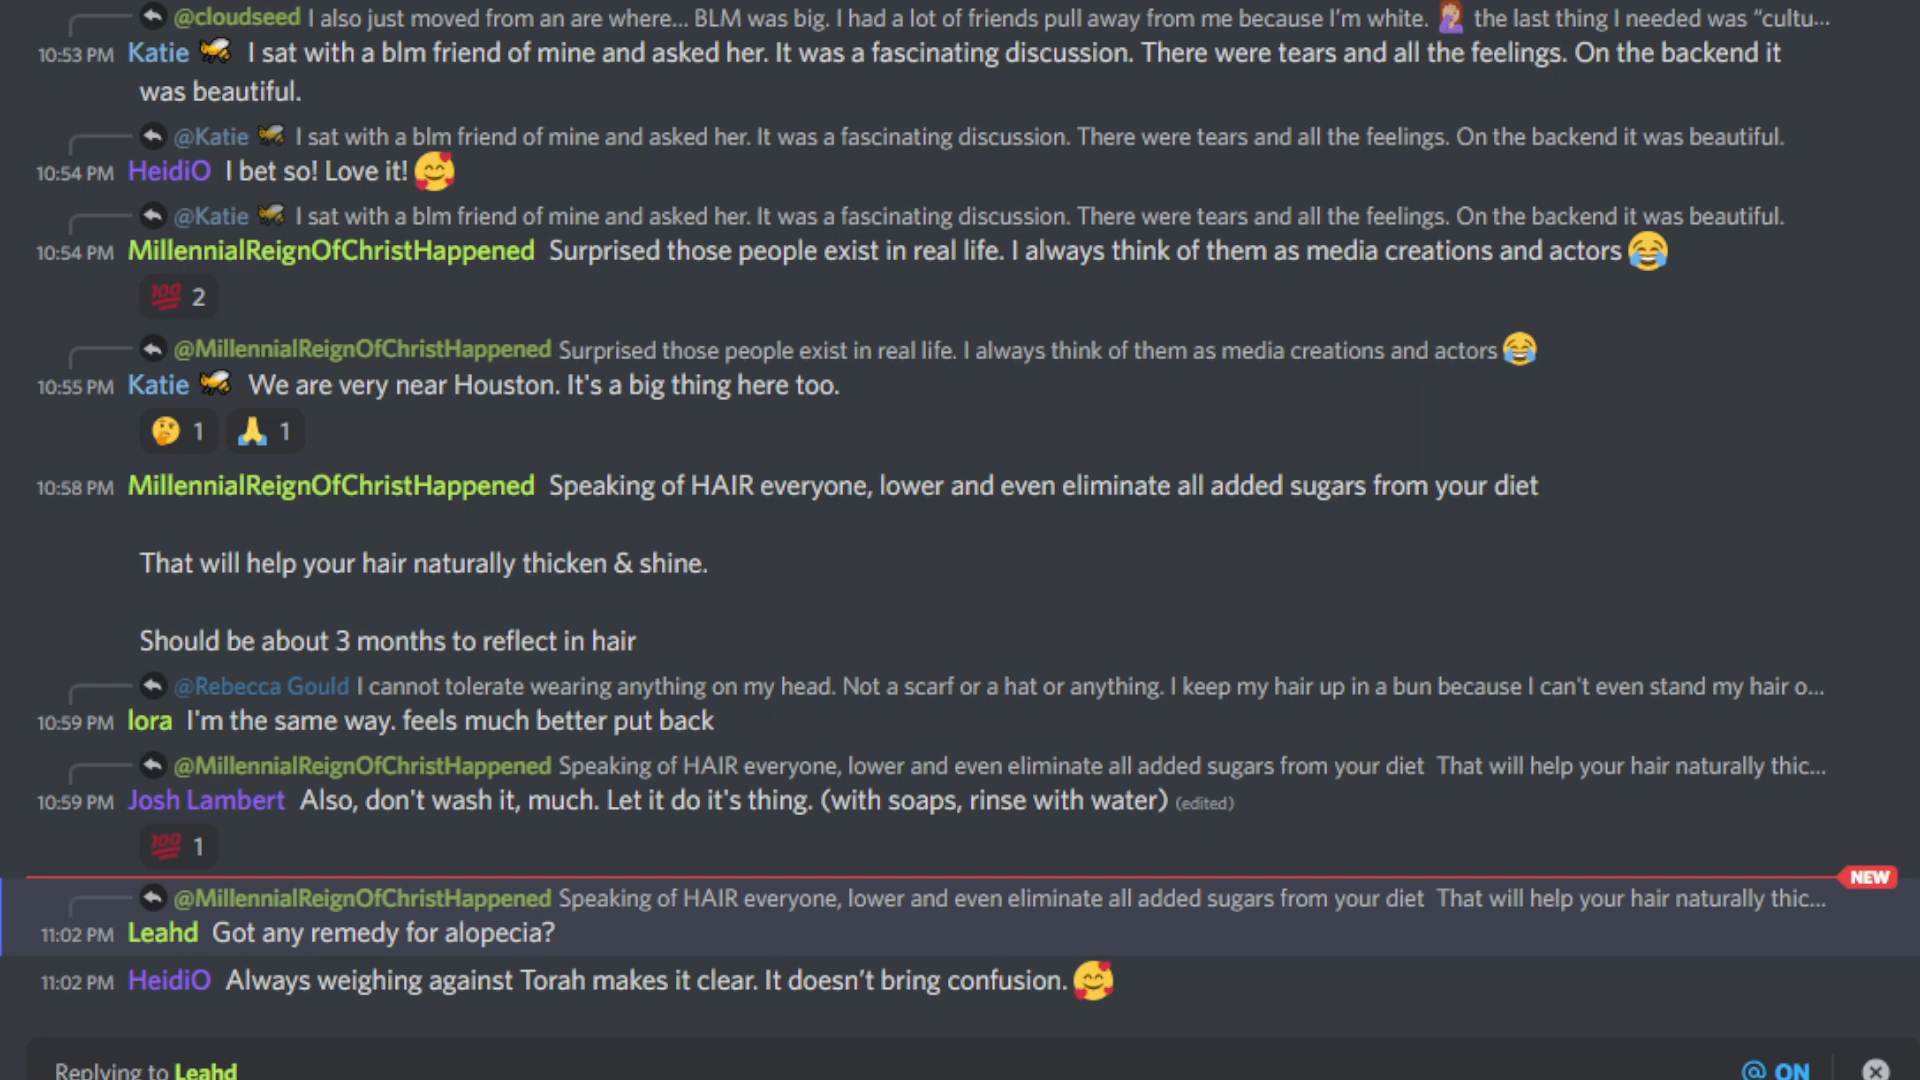 @cloudseed I also just moved from an are where... BLM was big. I had a lot of friends pull away from me because I'm white. 🤦 the last thing I needed was "cultu...
10:53 PM Katie 🐝 I sat with a blm friend of mine and asked her. It was a fascinating discussion. There were tears and all the feelings. On the backend it
was beautiful.
@Katie 🐝 I sat with a blm friend of mine and asked her. It was a fascinating discussion. There were tears and all the feelings. On the backend it was beautiful.
10:54 PM HeidiO I bet so! Love it! 🥰
@Katie 🐝 I sat with a blm friend of mine and asked her. It was a fascinating discussion. There were tears and all the feelings. On the backend it was beautiful.
10:54 PM MillennialReignOfChristHappened Surprised those people exist in real life. I always think of them as media creations and actors 😂
💯 2
@MillennialReignOfChristHappened Surprised those people exist in real life. I always think of them as media creations and actors 😂
10:55 PM Katie 🐝 We are very near Houston. It's a big thing here too.
🤔 1 🙏 1
10:58 PM MillennialReignOfChristHappened Speaking of HAIR everyone, lower and even eliminate all added sugars from your diet
That will help your hair naturally thicken & shine.
Should be about 3 months to reflect in hair
@Rebecca Gould I cannot tolerate wearing anything on my head. Not a scarf or a hat or anything. I keep my hair up in a bun because I can't even stand my hair o...
10:59 PM lora I'm the same way. feels much better put back
@MillennialReignOfChristHappened Speaking of HAIR everyone, lower and even eliminate all added sugars from your diet That will help your hair naturally thic...
10:59 PM Josh Lambert Also, don't wash it, much. Let it do it's thing. (with soaps, rinse with water) (edited)
💯 1
NEW
@MillennialReignOfChristHappened Speaking of HAIR everyone, lower and even eliminate all added sugars from your diet That will help your hair naturally thic...
11:02 PM Leahd Got any remedy for alopecia?
11:02 PM HeidiO Always weighing against Torah makes it clear. It doesn't bring confusion. 🥰
Replying to Leahd @ ON